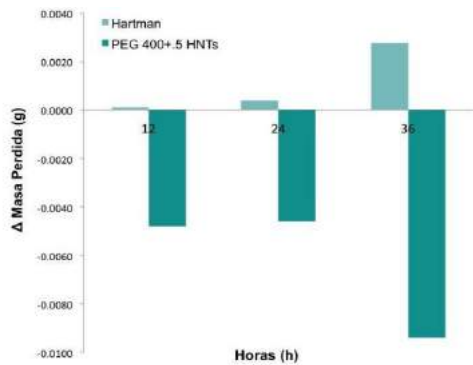 Hartman
PEG 400+.5 HNTs
0.0040
0.0020
0.0000
-0.0020
-0.0040
-0.0060
-0.0080
-0.0100
12
24
36
Δ Masa Perdida (g)
Horas (h)